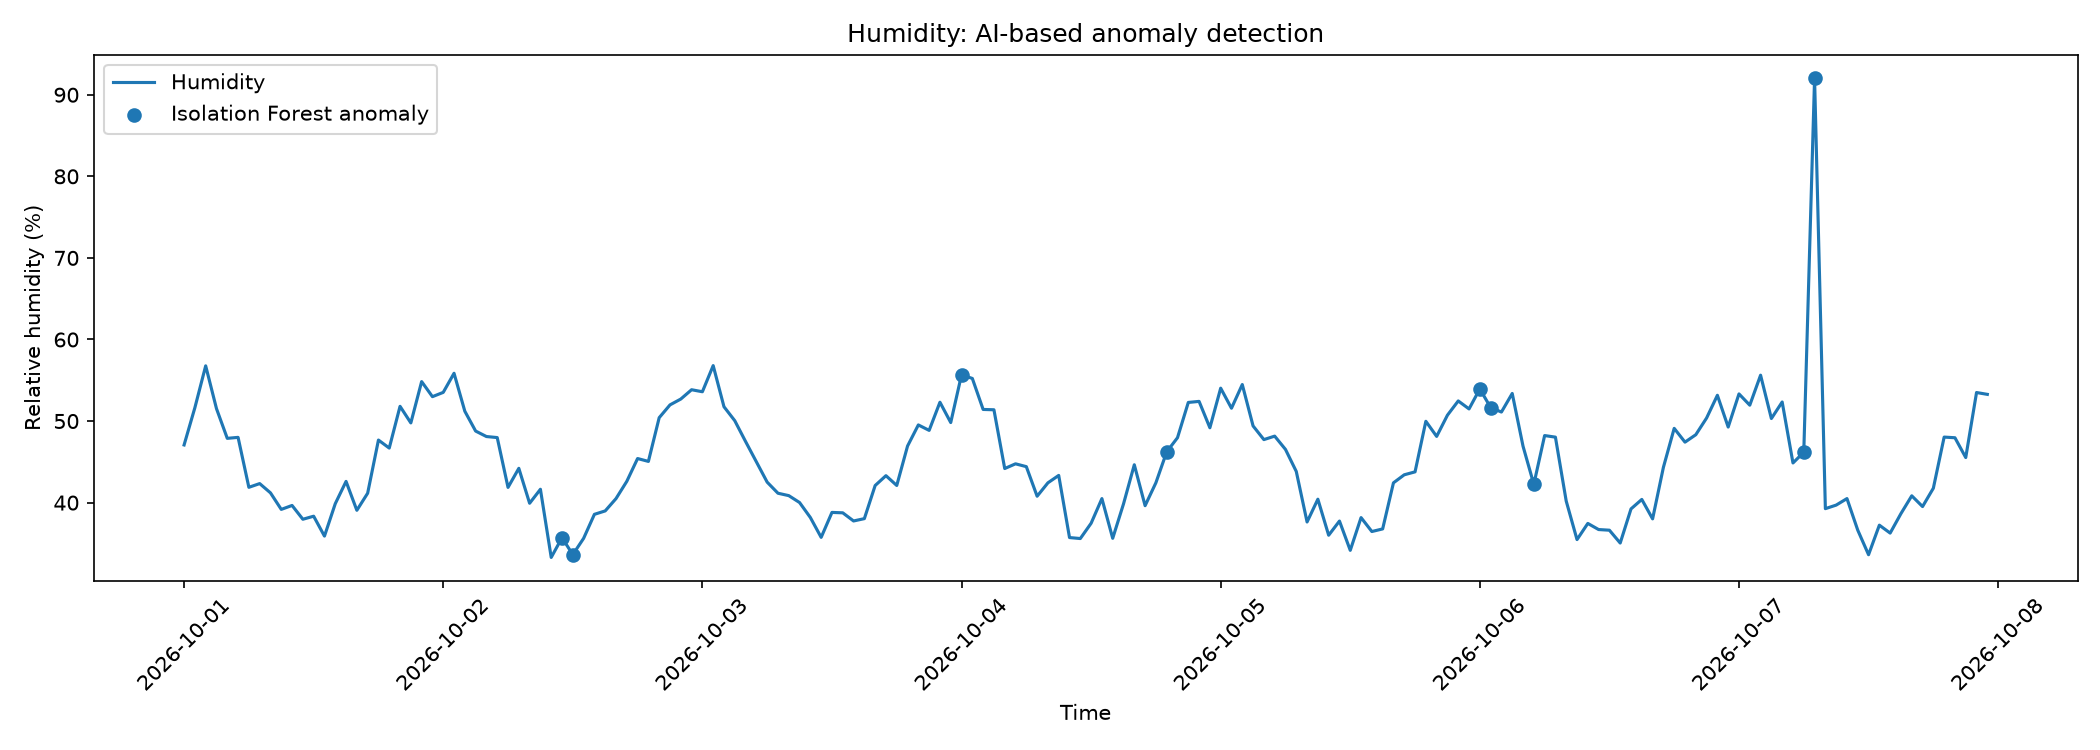 Humidity: AI-based anomaly detection
Humidity
Isolation Forest anomaly
Relative humidity (%)
90
80
70
60
50
40
2026-10-01
2026-10-02
2026-10-03
2026-10-04
2026-10-05
2026-10-06
2026-10-07
2026-10-08
Time